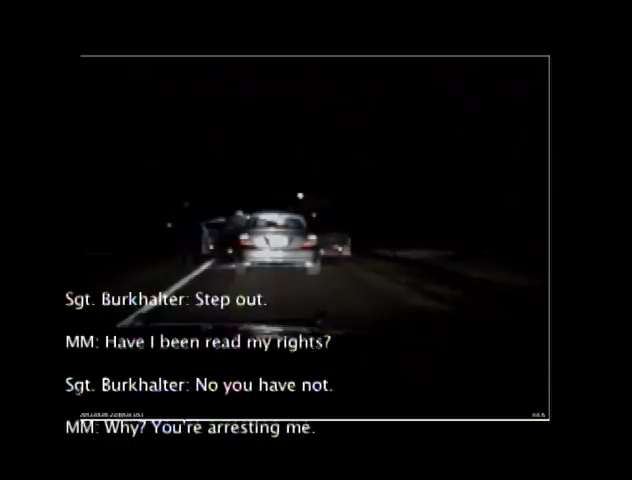 Sgt. Burkhalter: Step out.
MM: Have I been read my rights?
Sgt. Burkhalter: No you have not.
MM: Why? You're arresting me.